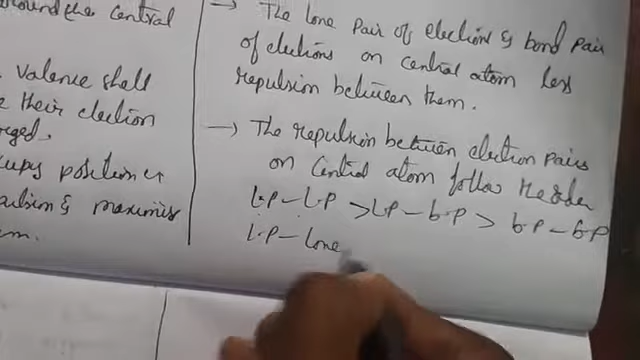 around the central
valence shell
their election
rged.
upy position
& maximis
em.
→ The lone pair of election & bond pair
of elections on central atom less
repulsion between them.
→ The repulsion between election pairs
on central atom follow the order
L.P - L.P > L.P - b.P > b.P - b.P
L.P - lone